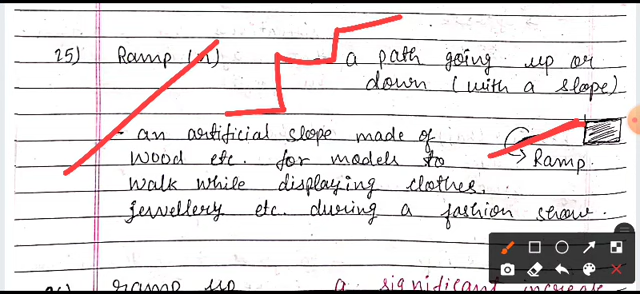 25) Ramp (n) - a path going up or
down (with a slope)
- an artificial slope made of
wood etc. for models to
Ramp.
walk while displaying clothes,
jewellery etc. during a fashion show.
ramp up a significant increase